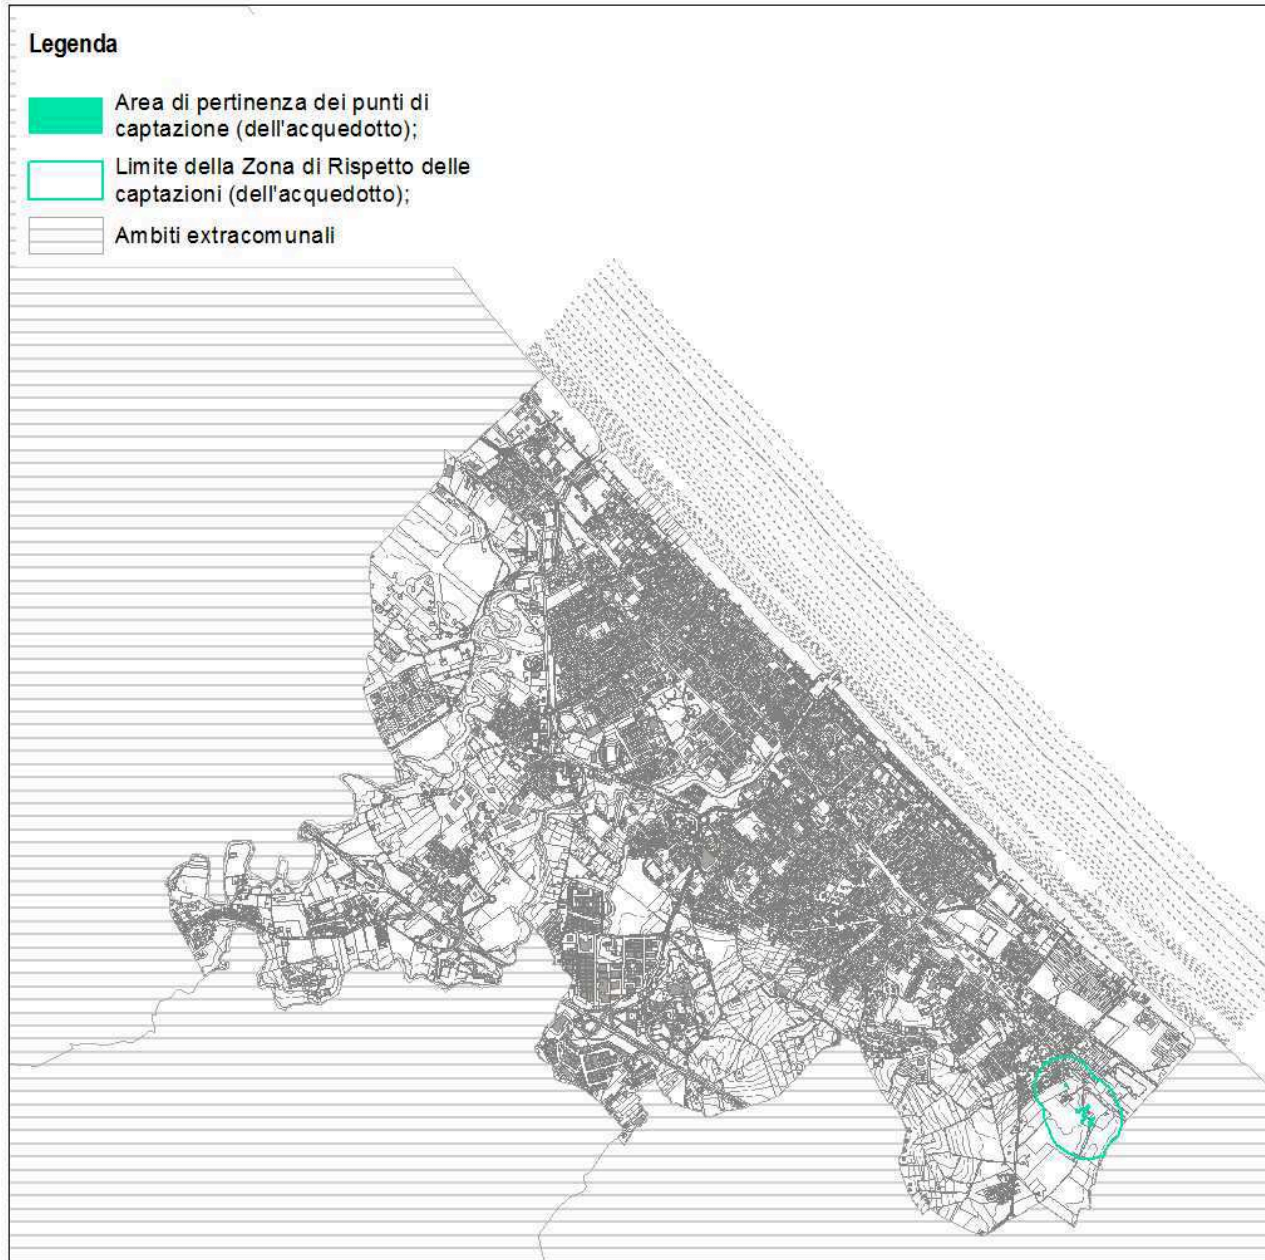 Legenda
Area di pertinenza dei punti di
captazione (dell'acquedotto);
Limite della Zona di Rispetto delle
captazioni (dell'acquedotto);
Ambiti extracomunali